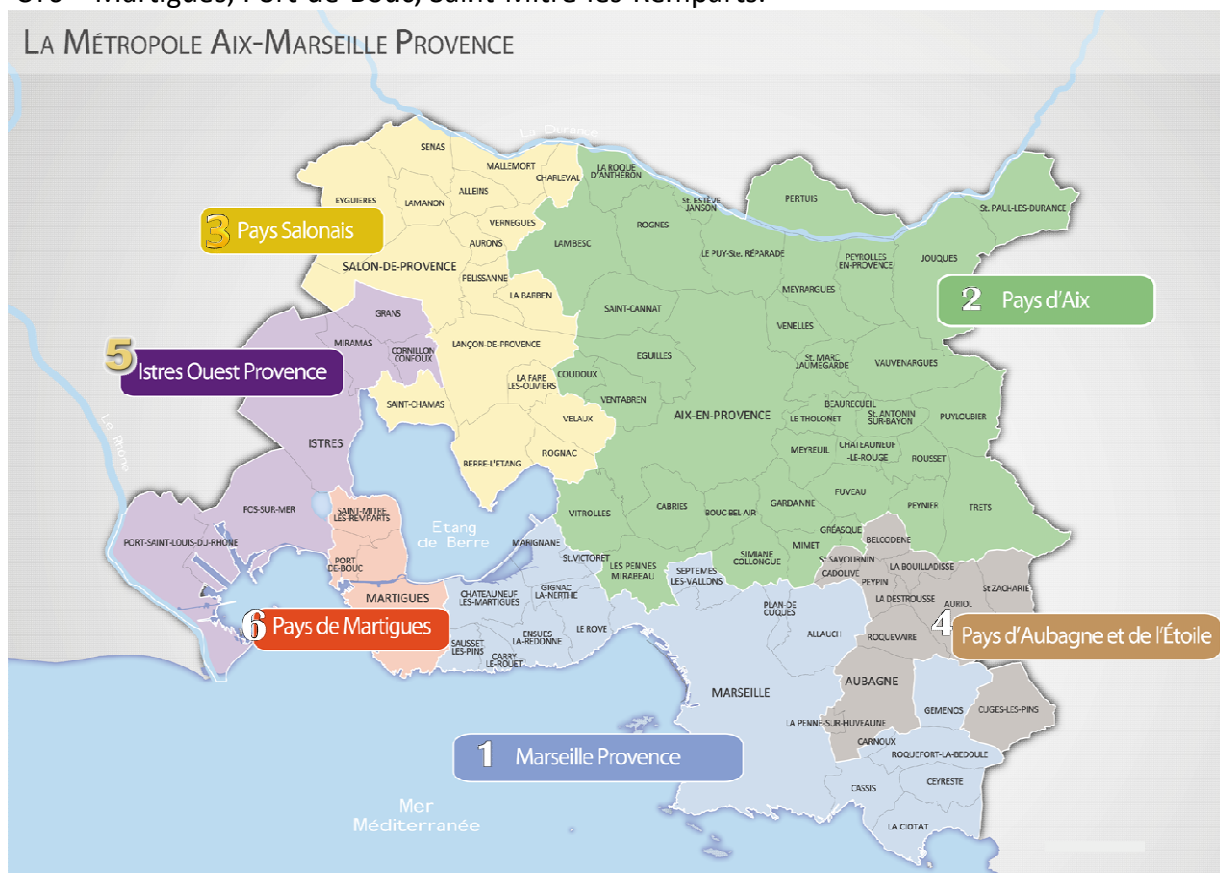 LA MÉTROPOLE AIX-MARSEILLE PROVENCE
La Durance
SENAS
MALLEMORT
CHARLEVAL
LA ROQUE
D'ANTHERON
ALLEINS
EYGUIERES
LAMANON
St. ESTÈVE
JANSON
PERTUIS
St. PAUL-LES-DURANCE
VERNEGUES
ROGNES
3 Pays Salonais
AURONS
LAMBESC
LE PUY-Ste. RÉPARADE
PEYROLLES
EN-PROVENCE
JOUQUES
SALON-DE-PROVENCE
PELISSANNE
MEYRARGUES
LA BARBEN
2 Pays d'Aix
GRANS
SAINT-CANNAT
VENELLES
MIRAMAS
CORNILLON
CONFOUX
LANÇON-DE-PROVENCE
EGUILLES
St. MARC
JAUMEGARDE
VAUVENARGUES
5 Istres Ouest Provence
LA FARE
LES-OLIVIERS
COUDOUX
SAINT-CHAMAS
VENTABREN
BEAURECUEIL
AIX-EN-PROVENCE
LE THOLONET
St. ANTONIN
SUR-BAYON
PUYLOUBIER
VELAUX
Le Rhône
ISTRES
ROGNAC
MEYREUIL
CHATEAUNEUF
-LE-ROUGE
ROUSSET
BERRE-L'ETANG
FUVEAU
FOS-SUR-MER
SAINT-MITRE
LES-REMPARTS
VITROLLES
CABRIES
BOUC BEL AIR
GARDANNE
PEYNIER
TRETS
Etang
de Berre
GRÉASQUE
PORT-SAINT-LOUIS-DU-RHÔNE
MARIGNANE
MIMET
BELCODENE
PORT
DE-BOUC
St.VICTORET
LES PENNES
MIRABEAU
SEPTEMES
LES-VALLONS
SIMIANE
COLLONGUE
St SAVOURNIN
CADOLIVE
PEYPIN
LA BOUILLADISSE
MARTIGUES
CHATEAUNEUF
LES-MARTIGUES
GIGNAC
LA-NERTHE
St ZACHARIE
LA DESTROUSSE
AURIOL
PLAN-DE
CUQUES
6 Pays de Martigues
SAUSSET
LES-PINS
ENSUES
LA-REDONNE
LE ROVE
ALLAUCH
ROQUEVAIRE
4 Pays d'Aubagne et de l'Étoile
CARRY
LE-ROUET
MARSEILLE
AUBAGNE
GEMENOS
CUGES-LES-PINS
LA PENNE-SUR-HUVEAUNE
CARNOUX
1 Marseille Provence
ROQUEFORT-LA-BEDOULE
CASSIS
CEYRESTE
Mer
Méditerranée
LA CIOTAT